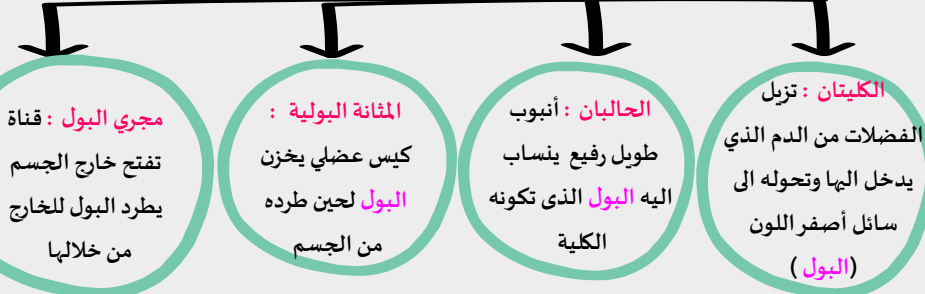 الكليتان : تزيل
الفضلات من الدم الذي
يدخل الها وتحوله الى
سائل أصفر اللون
(البول )
الحالبان : أنبوب
طويل رفيع ينساب
اليه البول الذى تكونه
الكلية
المثانة البولية :
كيس عضلي يخزن
البول لحين طرده
من الجسم
مجري البول : قناة
تفتح خارج الجسم
يطرد البول للخارج
من خلالها